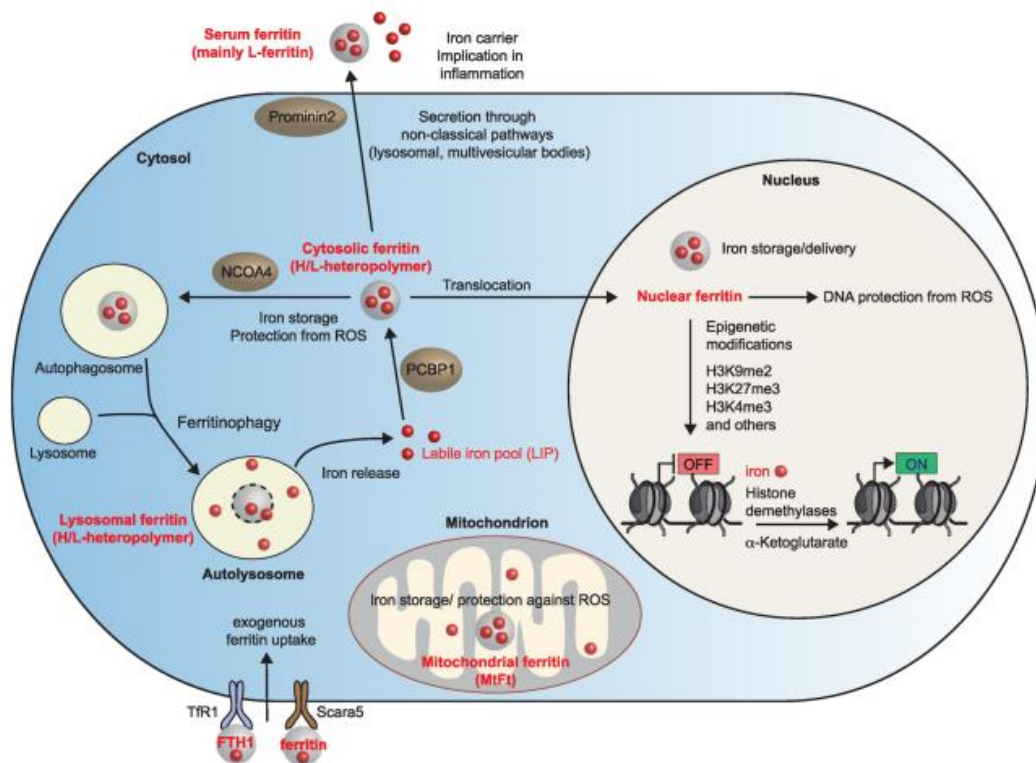 Serum ferritin
(mainly L-ferritin)
Iron carrier
Implication in
inflammation
Prominin2
Secretion through
non-classical pathways
(lysosomal, multivesicular bodies)
Cytosol
Nucleus
Cytosolic ferritin
(H/L-heteropolymer)
NCOA4
Iron storage
Protection from ROS
Translocation
Iron storage/delivery
Nuclear ferritin
DNA protection from ROS
Epigenetic
modifications
H3K9me2
H3K27me3
H3K4me3
and others
Autophagosome
PCBP1
Lysosome
Ferritinophagy
Labile iron pool (LIP)
Iron release
OFF
iron
Histone
demethylases
α-Ketoglutarate
ON
Lysosomal ferritin
(H/L-heteropolymer)
Autolysosome
Mitochondrion
Iron storage/ protection against ROS
Mitochondrial ferritin
(MtFt)
exogenous
ferritin uptake
TfR1
Scara5
FTH1
ferritin